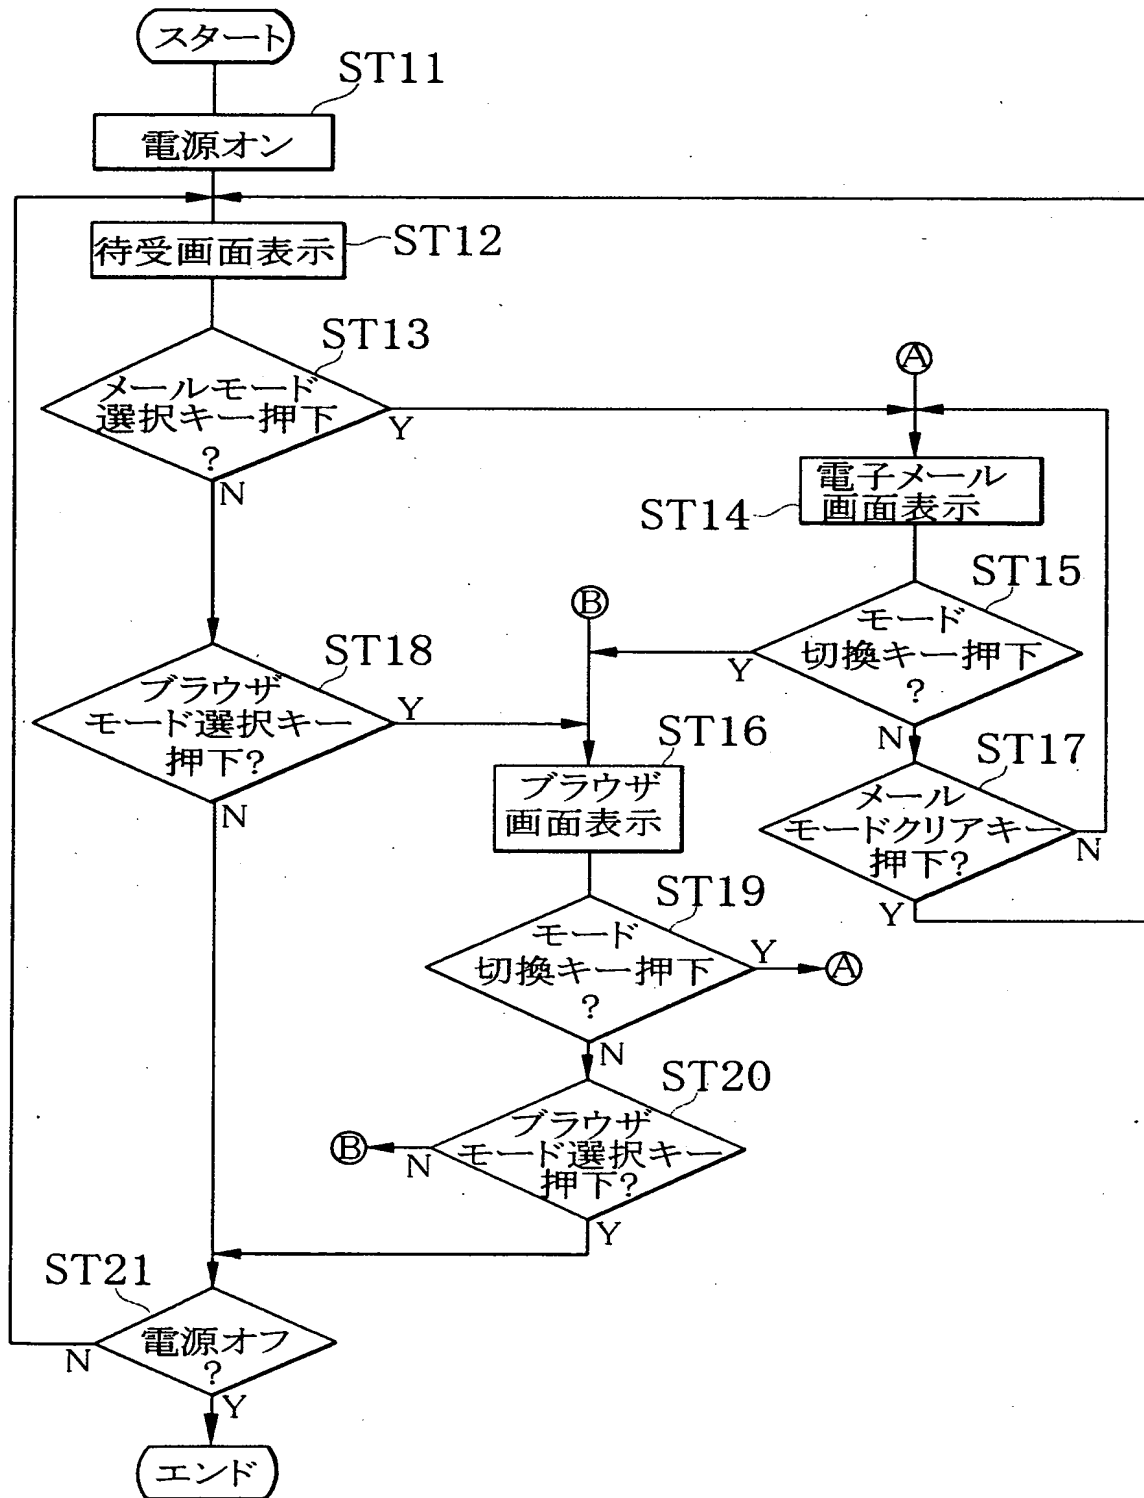 スタート
ST11
電源オン
待受画面表示
ST12
ST13
メールモード
選択キー押下
?
Y
N
Ⓐ
電子メール
画面表示
ST14
ST15
モード
切換キー押下
?
Y
N
Ⓑ
ST18
ブラウザ
モード選択キー
押下?
Y
N
ST16
ブラウザ
画面表示
ST17
メール
モードクリアキー
押下?
N
Y
ST19
モード
切換キー押下
?
Y
Ⓐ
N
ST20
ブラウザ
モード選択キー
押下?
Ⓑ
N
Y
ST21
電源オフ
?
N
Y
エンド